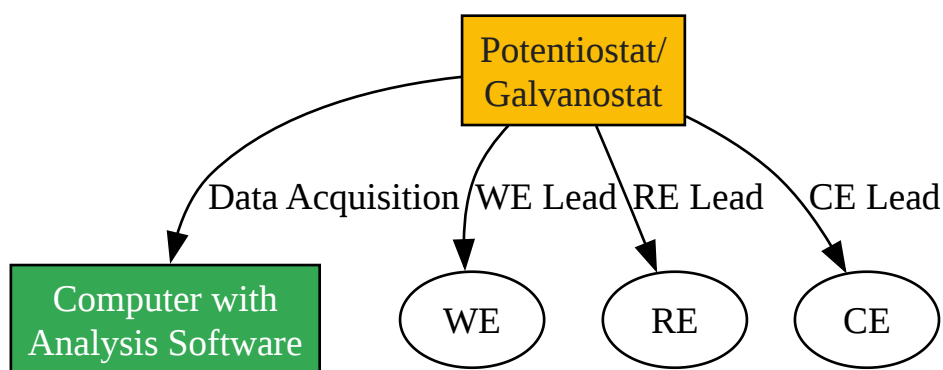 Potentiostat/
Galvanostat
Data Acquisition
WE Lead
RE Lead
CE Lead
Computer with
Analysis Software
WE
RE
CE